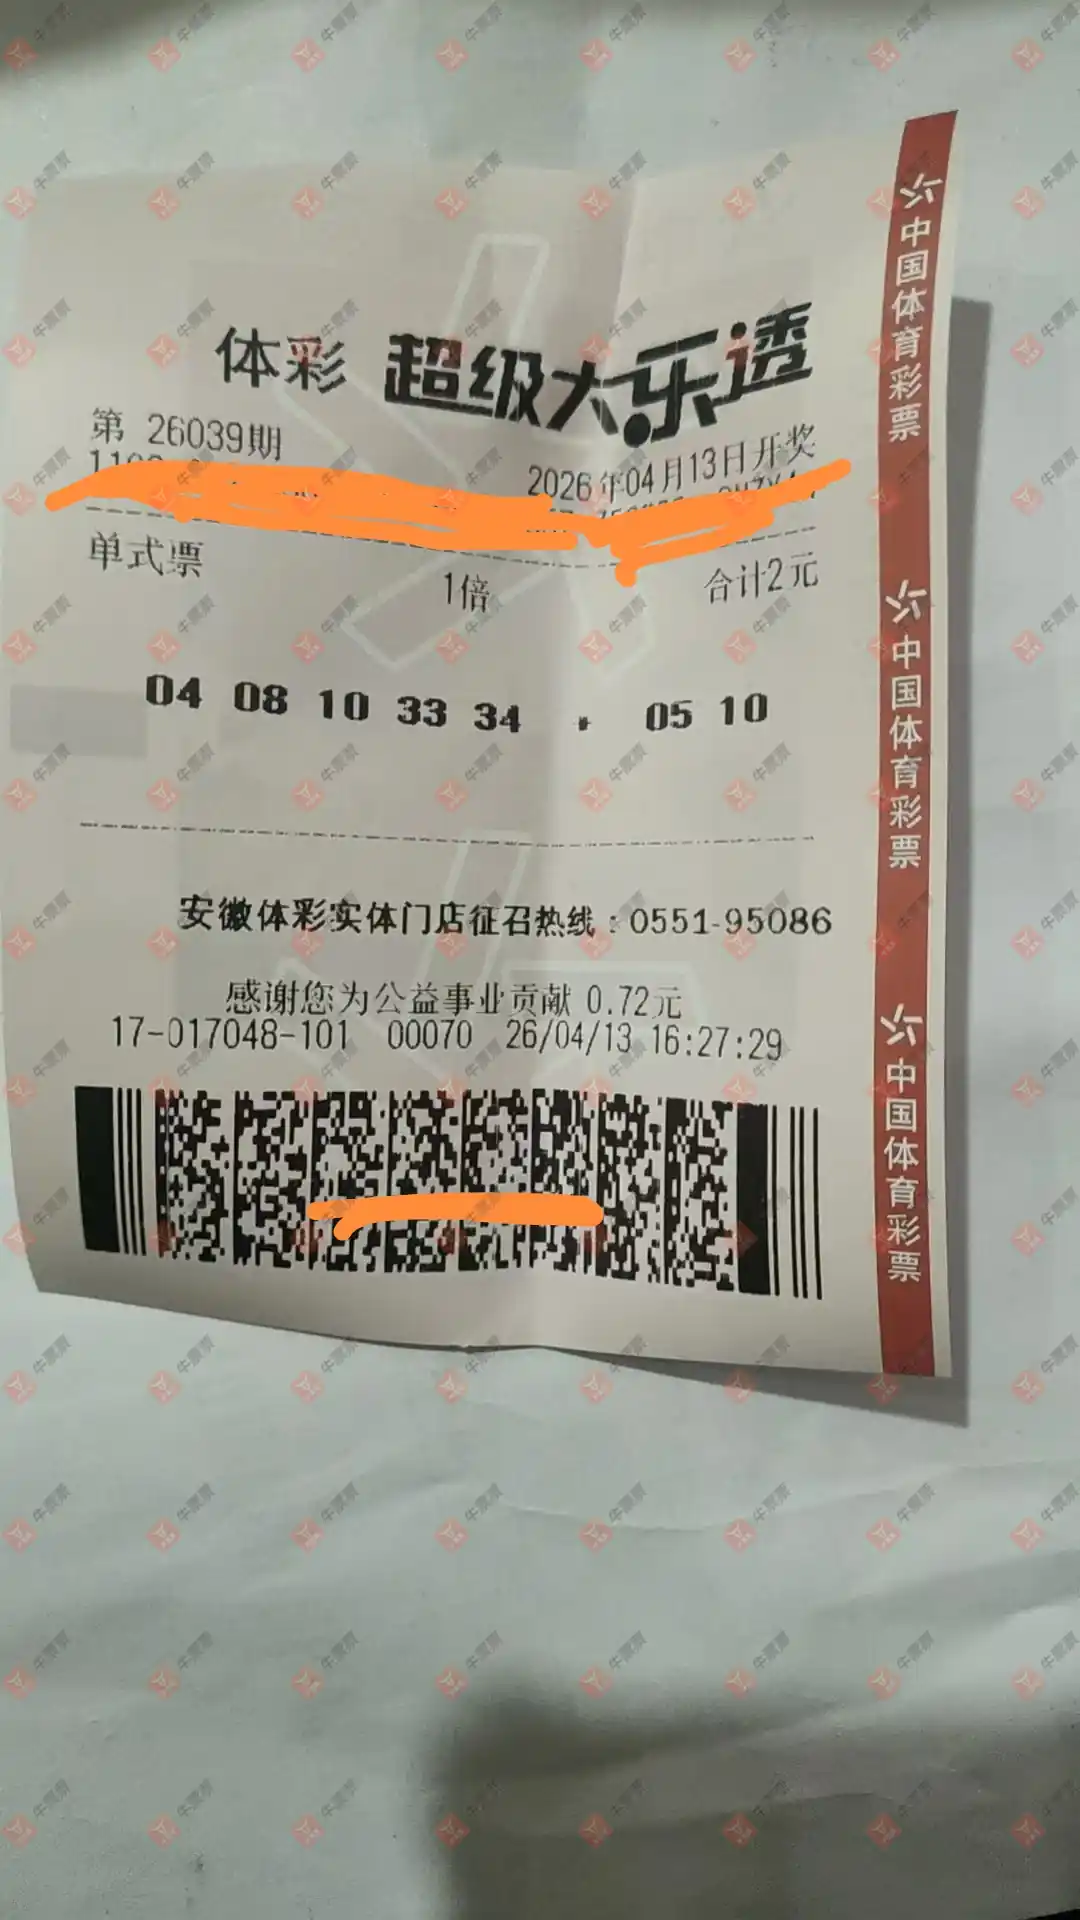 体彩 超级大乐透
第 26039期
2026年04月13日开奖
单式票 1倍 合计2元
04 08 10 33 34 + 05 10
安徽体彩实体门店征召热线：0551-95086
感谢您为公益事业贡献 0.72元
17-017048-101 00070 26/04/13 16:27:29
中国体育彩票
中国体育彩票
中国体育彩票
牛票票